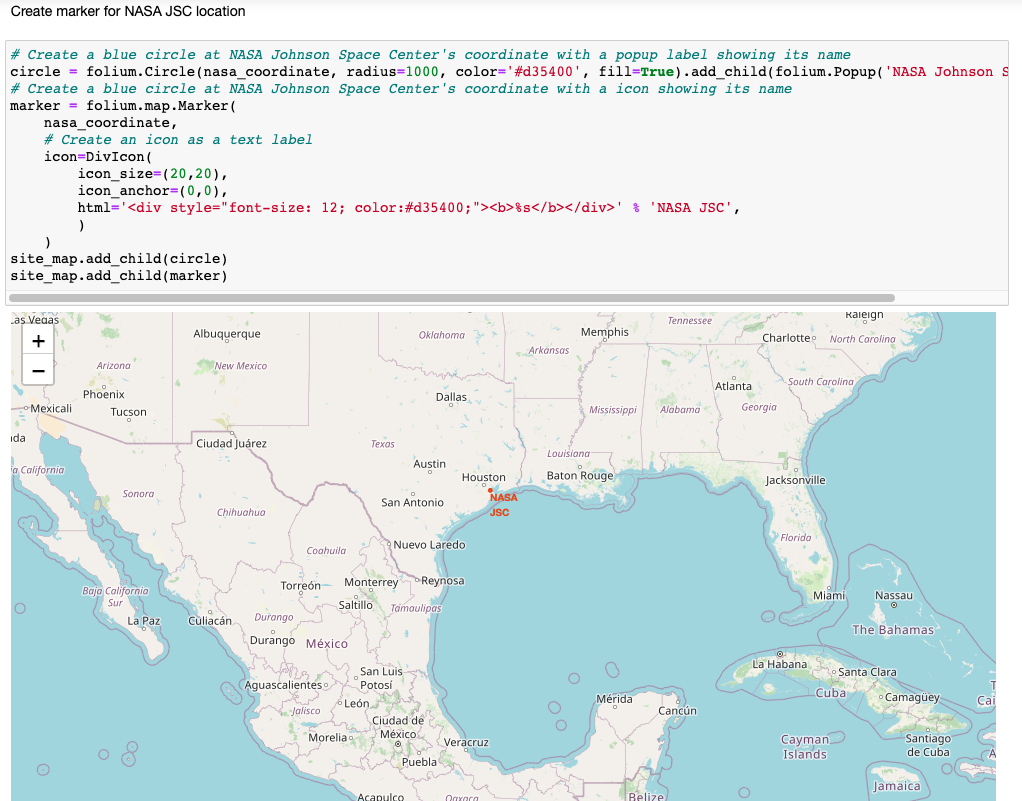 Create marker for NASA JSC location
# Create a blue circle at NASA Johnson Space Center's coordinate with a popup label showing its name
circle = folium.Circle(nasa_coordinate, radius=1000, color='#d35400', fill=True).add_child(folium.Popup('NASA Johnson S
# Create a blue circle at NASA Johnson Space Center's coordinate with a icon showing its name
marker = folium.map.Marker(
    nasa_coordinate,
    # Create an icon as a text label
    icon=DivIcon(
        icon_size=(20,20),
        icon_anchor=(0,0),
        html='<div style="font-size: 12; color:#d35400;"><b>%s</b></div>' % 'NASA JSC',
        )
    )
site_map.add_child(circle)
site_map.add_child(marker)
+
−
Las Vegas
Albuquerque
Oklahoma
Memphis
Tennessee
Raleigh
Charlotte
North Carolina
Arkansas
Arizona
New Mexico
Phoenix
Mexicali
Tucson
Dallas
Atlanta
South Carolina
Mississippi
Alabama
Georgia
da
Ciudad Juárez
Texas
Louisiana
a California
Austin
Houston
Baton Rouge
Jacksonville
Sonora
San Antonio
NASA
JSC
Chihuahua
Florida
Coahuila
Nuevo Laredo
Baja California
Sur
Torreón
Monterrey
Reynosa
Miami
Nassau
Saltillo
Tamaulipas
La Paz
Culiacán
Durango
The Bahamas
Durango
México
La Habana
Santa Clara
San Luis
Potosí
Aguascalientes
Cuba
Camagüey
Cai
León
Mérida
Cancún
Jalisco
Ciudad de
México
Morelia
Veracruz
Cayman
Islands
Santiago
de Cuba
Puebla
Jamaica
Acapulco
Oaxaca
Belize